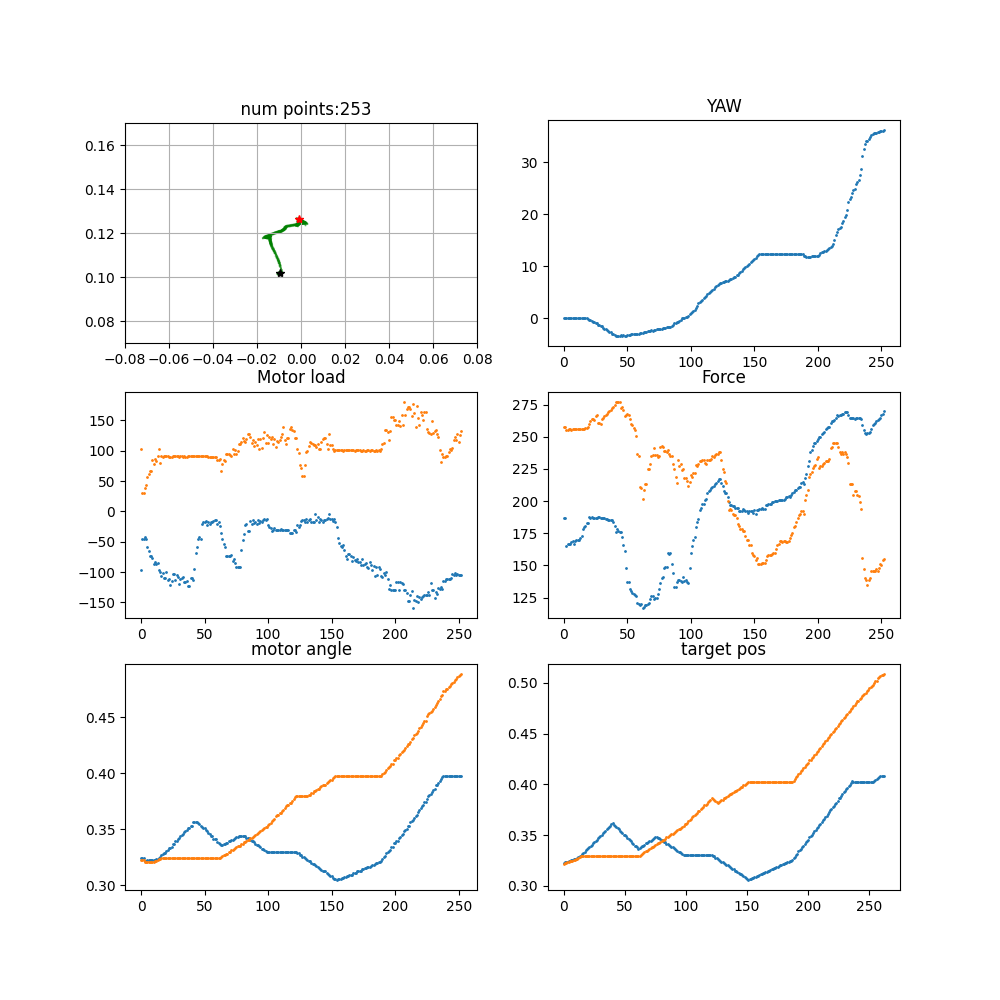 num points:253
0.16
0.14
0.12
0.10
0.08
−0.08 −0.06 −0.04 −0.02 0.00 0.02 0.04 0.06 0.08
YAW
30
20
10
0
0 50 100 150 200 250
Motor load
150
100
50
0
−50
−100
−150
0 50 100 150 200 250
Force
275
250
225
200
175
150
125
0 50 100 150 200 250
motor angle
0.45
0.40
0.35
0.30
0 50 100 150 200 250
target pos
0.50
0.45
0.40
0.35
0.30
0 50 100 150 200 250